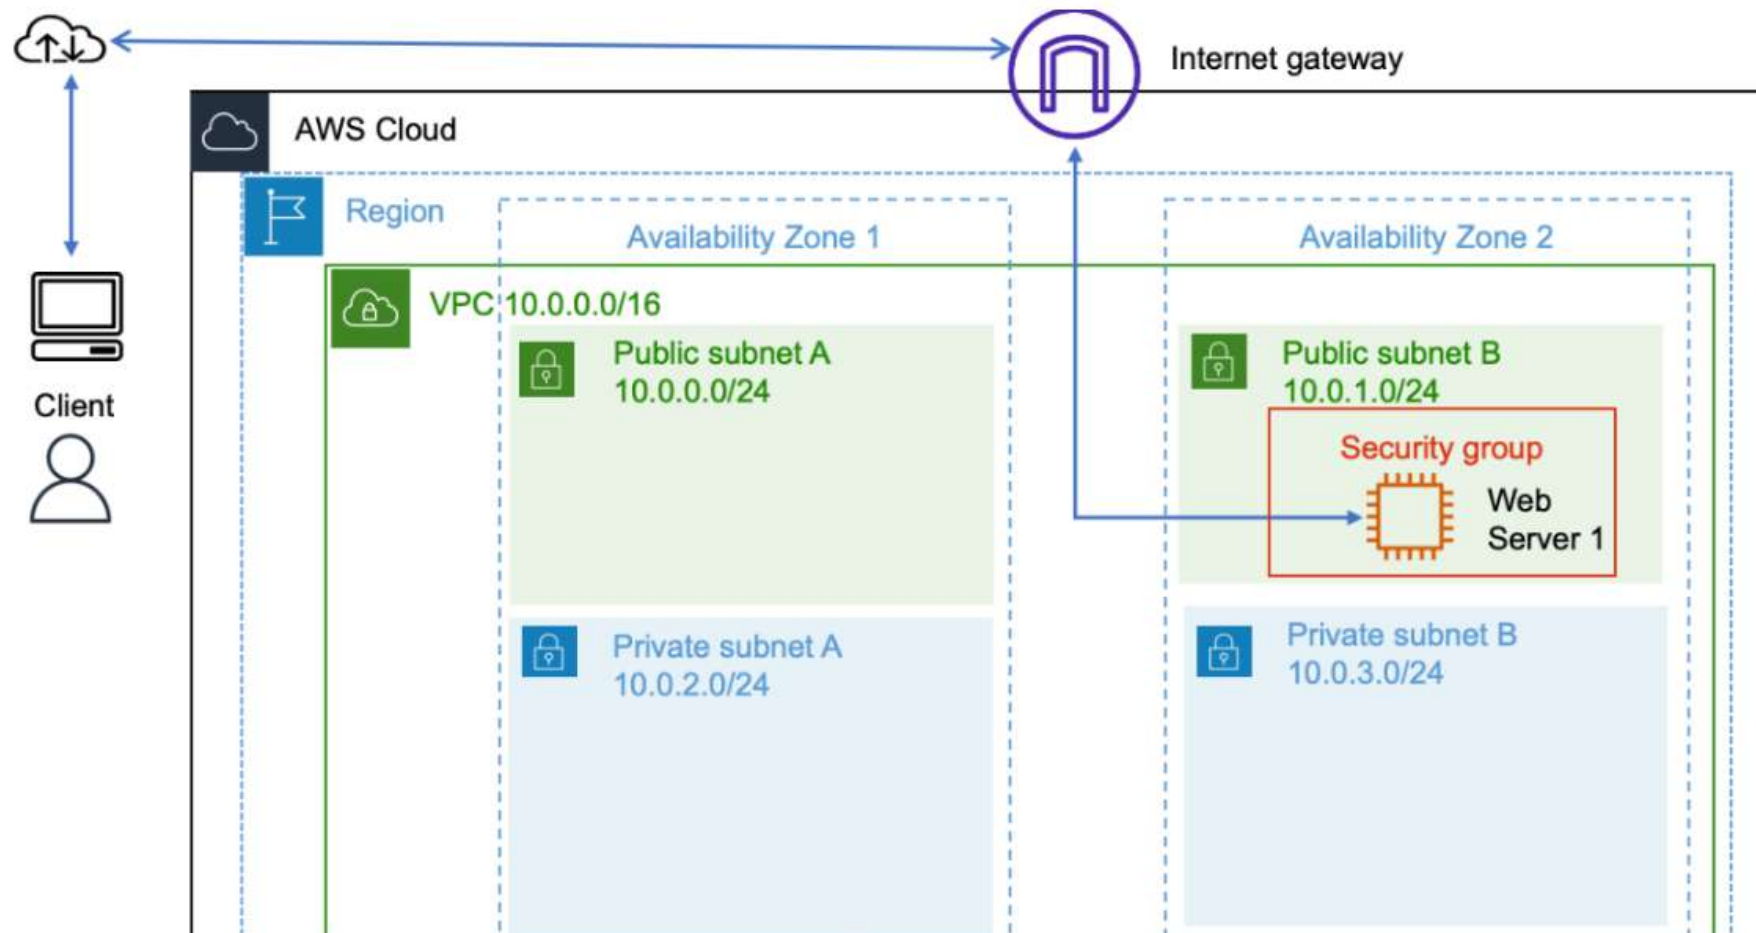 Internet gateway
AWS Cloud
Region
Availability Zone 1
Availability Zone 2
VPC 10.0.0.0/16
Public subnet A
10.0.0.0/24
Public subnet B
10.0.1.0/24
Client
Security group
Web
Server 1
Private subnet A
10.0.2.0/24
Private subnet B
10.0.3.0/24